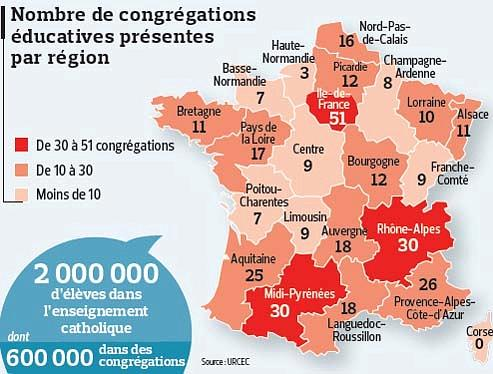 Nombre de congrégations
éducatives présentes
par région
De 30 à 51 congrégations
De 10 à 30
Moins de 10
Nord-Pas-
de-Calais
16
Haute-
Normandie
3
Picardie
12
Champagne-
Ardenne
8
Basse-
Normandie
7
Ile-de-
France
51
Lorraine
10
Alsace
11
Bretagne
11
Pays de
la Loire
17
Centre
9
Bourgogne
12
Franche-
Comté
9
Poitou-
Charentes
7
Limousin
9
Auvergne
18
Rhône-Alpes
30
Aquitaine
25
Midi-Pyrénées
30
Languedoc-
Roussillon
18
Provence-Alpes-
Côte-d'Azur
26
Corse
0
2 000 000
d'élèves dans
l'enseignement
catholique
dont
600 000 dans des
congrégations
Source : URCEC